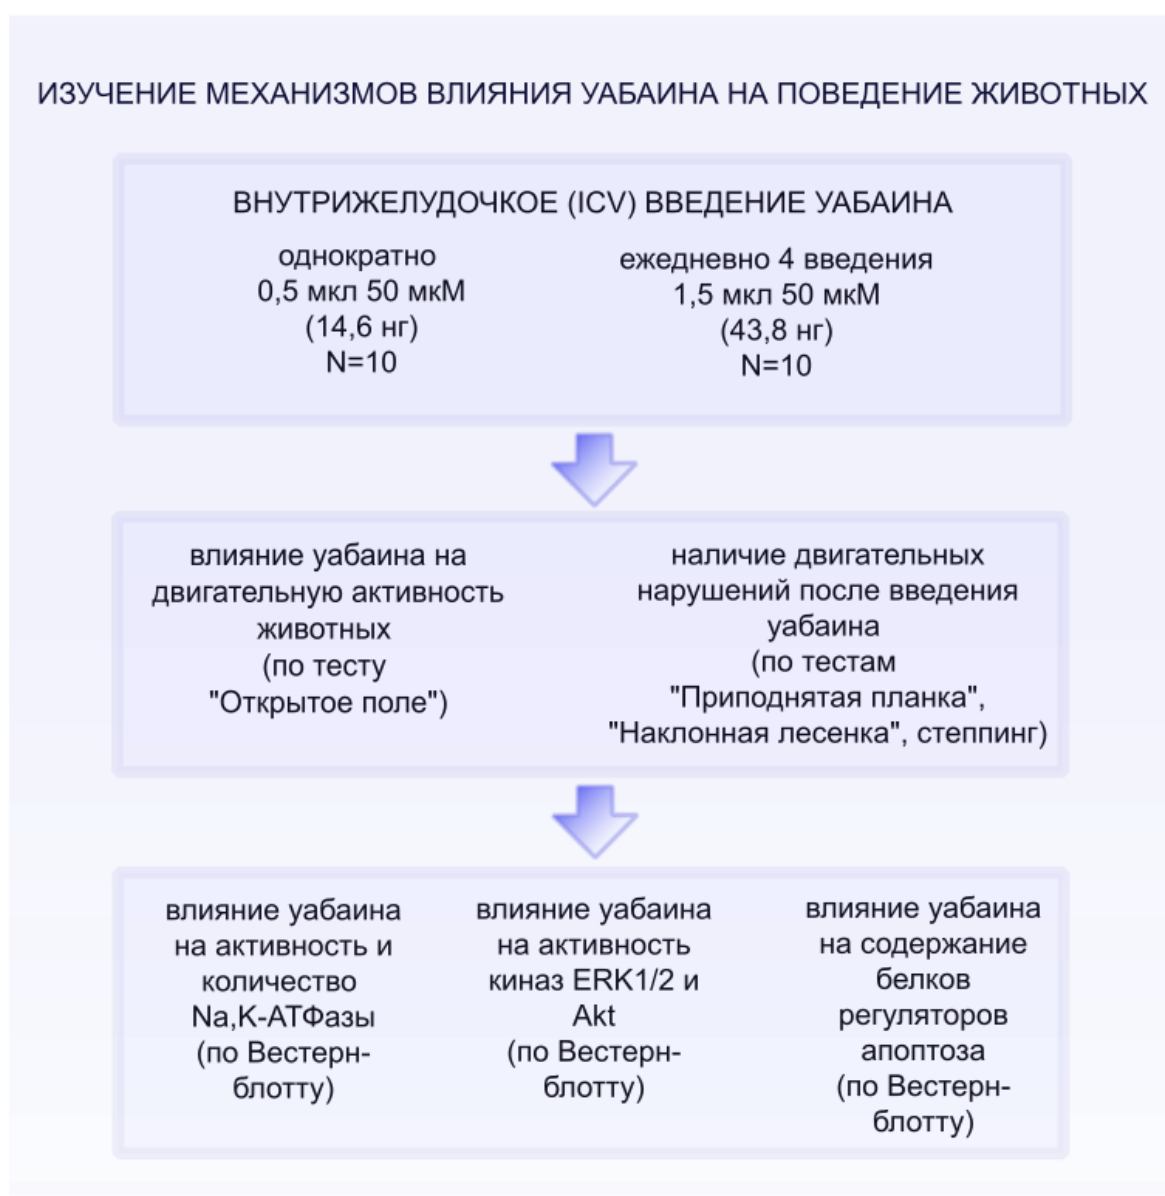 ИЗУЧЕНИЕ МЕХАНИЗМОВ ВЛИЯНИЯ УАБАИНА НА ПОВЕДЕНИЕ ЖИВОТНЫХ
ВНУТРИЖЕЛУДОЧКОЕ (ICV) ВВЕДЕНИЕ УАБАИНА
однократно
0,5 мкл 50 мкМ
(14,6 нг)
N=10
ежедневно 4 введения
1,5 мкл 50 мкМ
(43,8 нг)
N=10
влияние уабаина на
двигательную активность
животных
(по тесту
"Открытое поле")
наличие двигательных
нарушений после введения
уабаина
(по тестам
"Приподнятая планка",
"Наклонная лесенка", степпинг)
влияние уабаина
на активность и
количество
Na,K-АТФазы
(по Вестерн-
блотту)
влияние уабаина
на активность
киназ ERK1/2 и
Akt
(по Вестерн-
блотту)
влияние уабаина
на содержание
белков
регуляторов
апоптоза
(по Вестерн-
блотту)